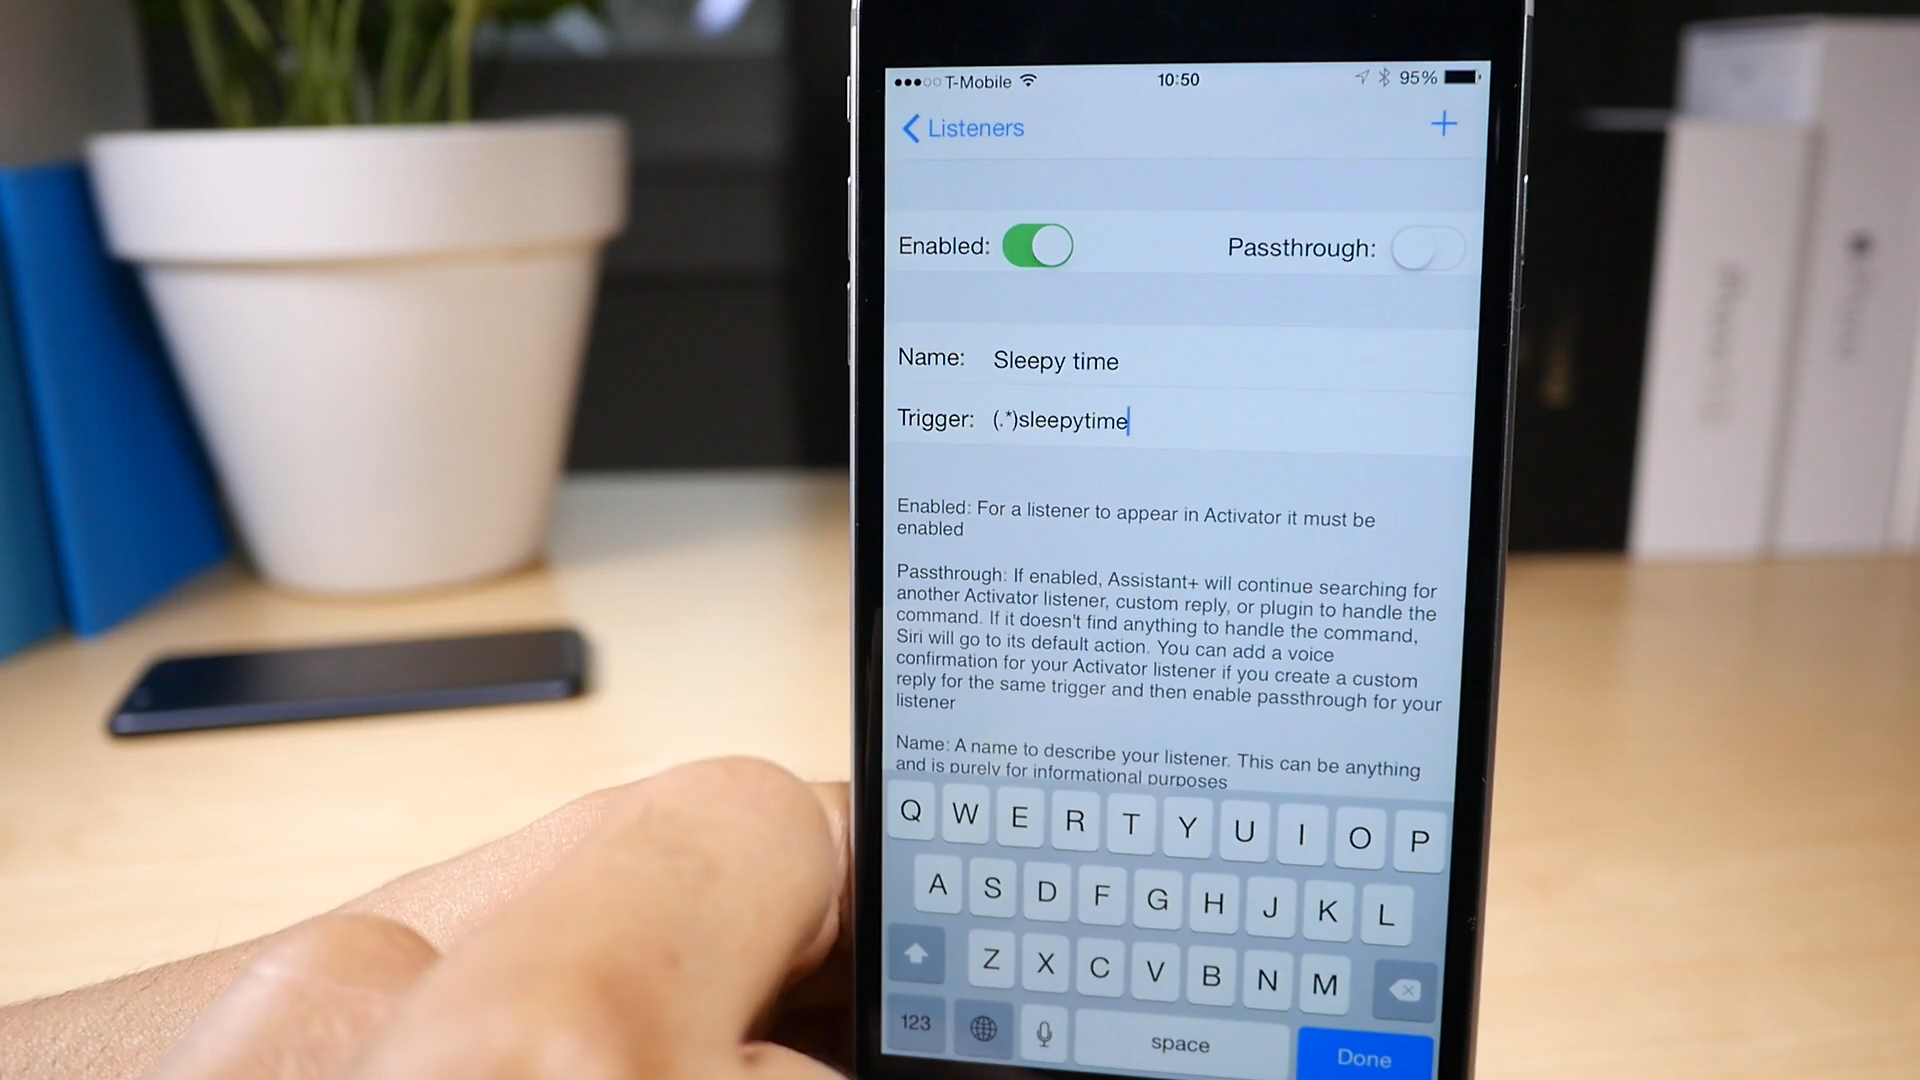 T-Mobile 10:50 95%
Listeners +
Enabled: Passthrough:
Name: Sleepy time
Trigger: (.*)sleepytime
Enabled: For a listener to appear in Activator it must be
enabled
Passthrough: If enabled, Assistant+ will continue searching for
another Activator listener, custom reply, or plugin to handle the
command. If it doesn't find anything to handle the command,
Siri will go to its default action. You can add a voice
confirmation for your Activator listener if you create a custom
reply for the same trigger and then enable passthrough for your
listener
Name: A name to describe your listener. This can be anything
and is purely for informational purposes
Q W E R T Y U I O P
A S D F G H J K L
Z X C V B N M
123 space Done